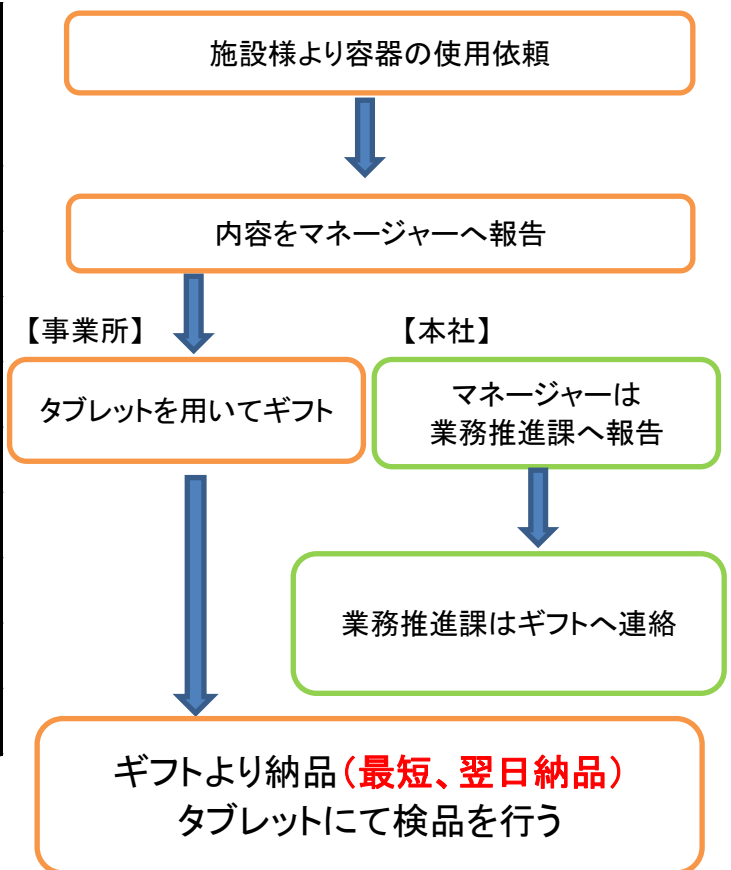 施設様より容器の使用依頼
内容をマネージャーへ報告
【事業所】
【本社】
タブレットを用いてギフト
マネージャーは
業務推進課へ報告
業務推進課はギフトへ連絡
ギフトより納品(最短、翌日納品)
タブレットにて検品を行う